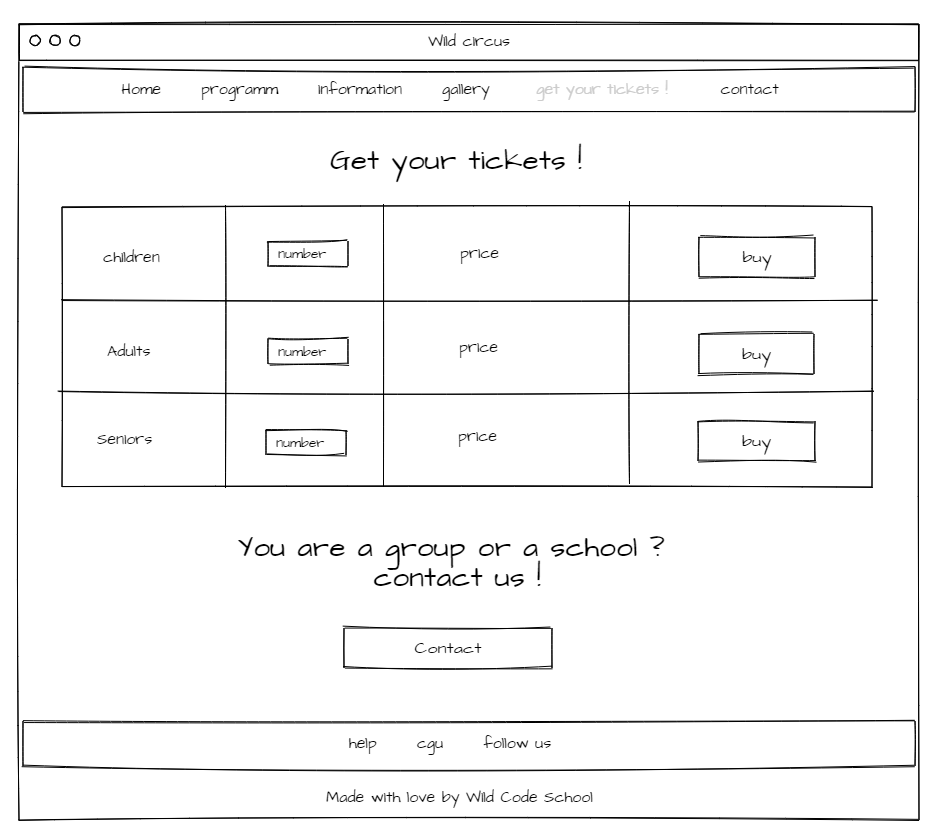 Wild circus
Home programm information gallery get your tickets ! contact
Get your tickets !
children number price buy
Adults number price buy
Seniors number price buy
You are a group or a school ?
contact us !
Contact
help cgu follow us
Made with love by Wild Code School